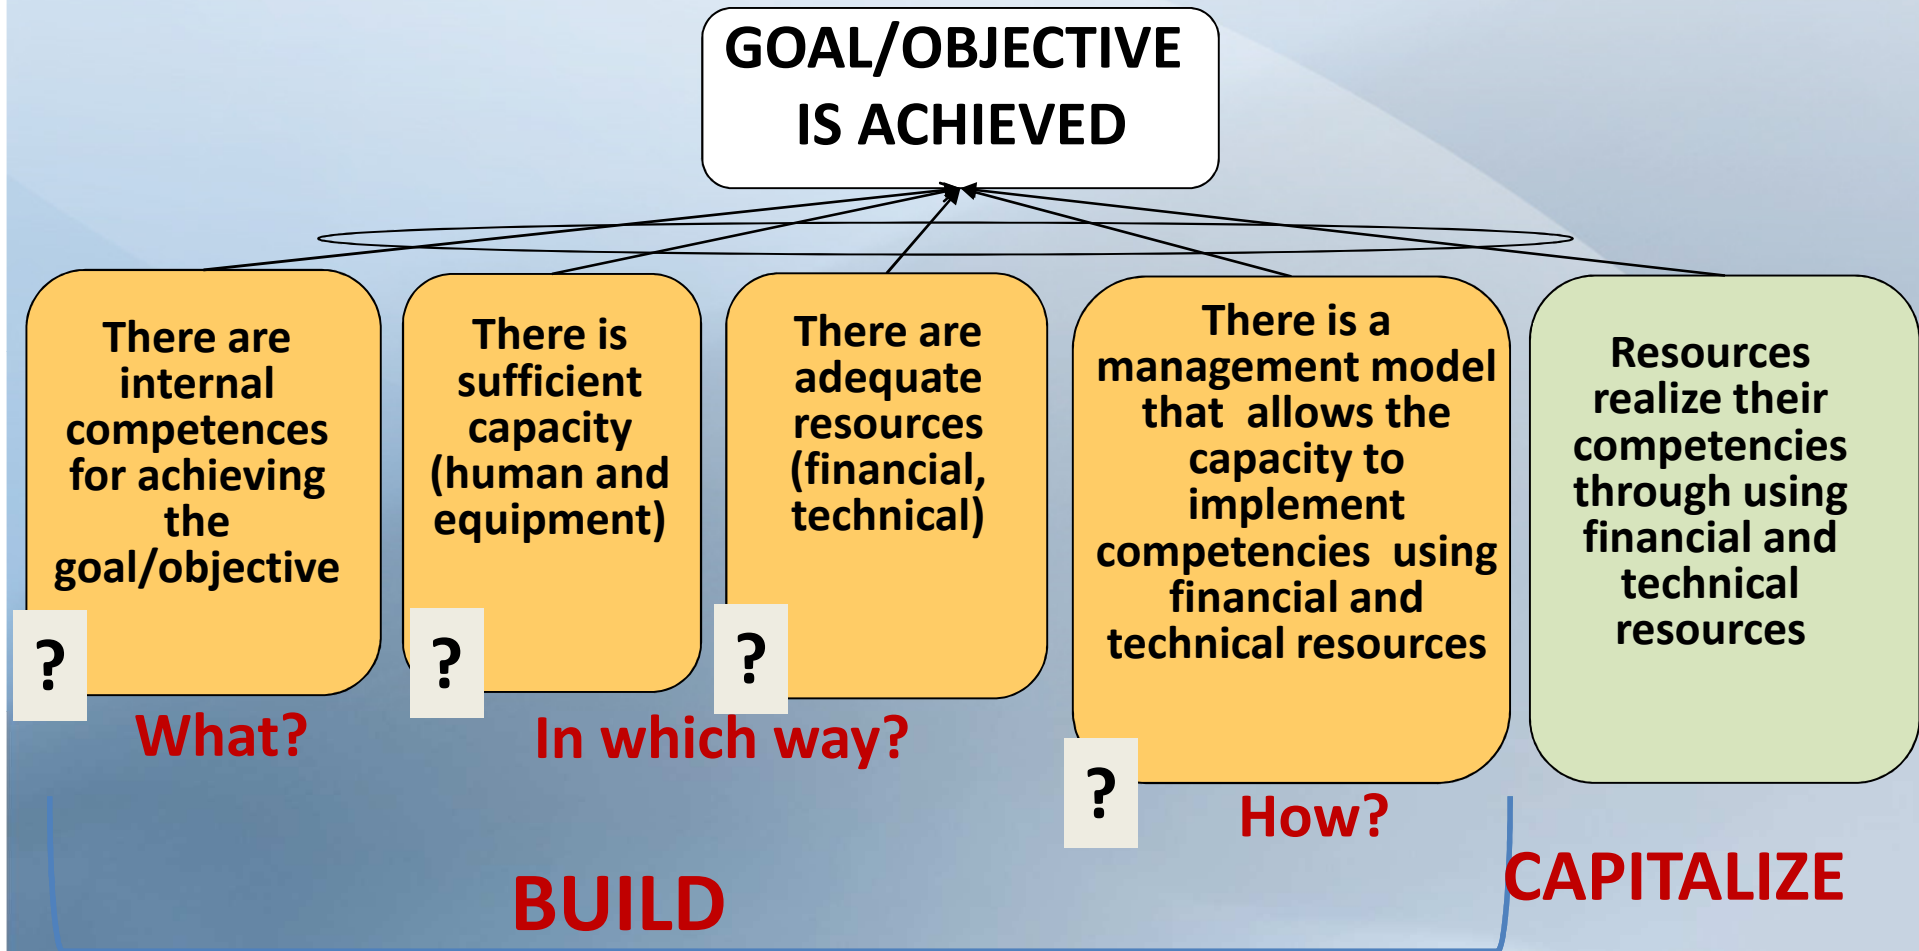 GOAL/OBJECTIVE
IS ACHIEVED
There are
internal
competences
for achieving
the
goal/objective
?
What?
There is
sufficient
capacity
(human and
equipment)
?
There are
adequate
resources
(financial,
technical)
?
In which way?
There is a
management model
that allows the
capacity to
implement
competencies using
financial and
technical resources
?
How?
Resources
realize their
competencies
through using
financial and
technical
resources
BUILD
CAPITALIZE